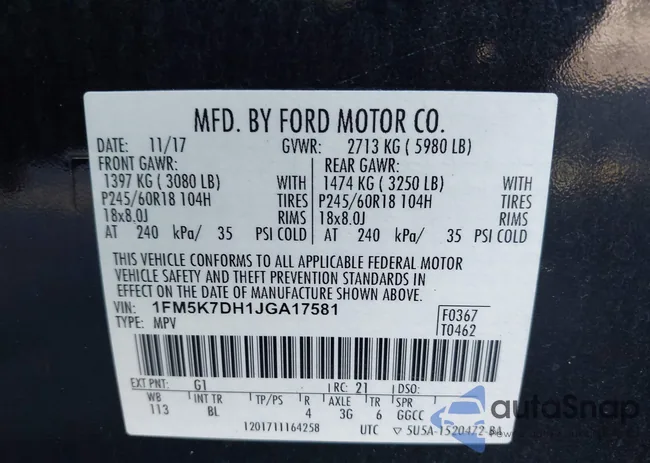 MFD. BY FORD MOTOR CO.
DATE: 11/17 GVWR: 2713 KG ( 5980 LB)
FRONT GAWR: REAR GAWR:
1397 KG ( 3080 LB) WITH 1474 KG ( 3250 LB) WITH
P245/60R18 104H TIRES P245/60R18 104H TIRES
18x8.0J RIMS 18x8.0J RIMS
AT 240 kPa/ 35 PSI COLD AT 240 kPa/ 35 PSI COLD
THIS VEHICLE CONFORMS TO ALL APPLICABLE FEDERAL MOTOR
VEHICLE SAFETY AND THEFT PREVENTION STANDARDS IN
EFFECT ON THE DATE OF MANUFACTURE SHOWN ABOVE.
VIN: 1FM5K7DH1JGA17581 F0367
TYPE: MPV T0462
EXT PNT: G1 RC: 21 DSO:
WB INT TR TP/PS R AXLE TR SPR
113 BL 4 3G 6 GGCC
1201711164258 UTC ▽ 5U5A-1520472-BA
autoSnap